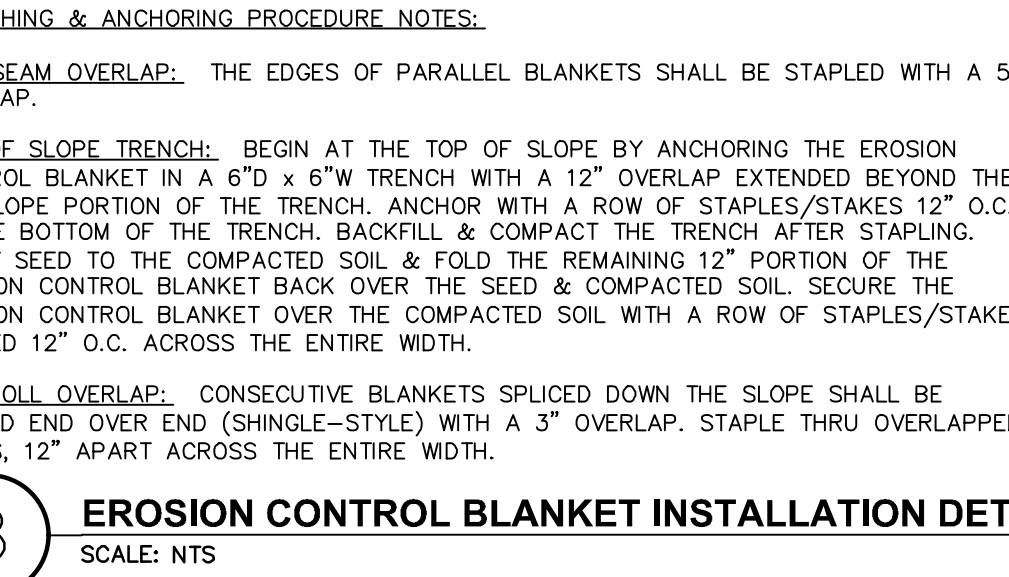 HING & ANCHORING PROCEDURE NOTES:
SEAM OVERLAP: THE EDGES OF PARALLEL BLANKETS SHALL BE STAPLED WITH A 5
AP.
OF SLOPE TRENCH: BEGIN AT THE TOP OF SLOPE BY ANCHORING THE EROSION
ROL BLANKET IN A 6"D x 6"W TRENCH WITH A 12" OVERLAP EXTENDED BEYOND THE
LOPE PORTION OF THE TRENCH. ANCHOR WITH A ROW OF STAPLES/STAKES 12" O.C.
E BOTTOM OF THE TRENCH. BACKFILL & COMPACT THE TRENCH AFTER STAPLING.
SEED TO THE COMPACTED SOIL & FOLD THE REMAINING 12" PORTION OF THE
ON CONTROL BLANKET BACK OVER THE SEED & COMPACTED SOIL. SECURE THE
ON CONTROL BLANKET OVER THE COMPACTED SOIL WITH A ROW OF STAPLES/STAKE
ED 12" O.C. ACROSS THE ENTIRE WIDTH.
OLL OVERLAP: CONSECUTIVE BLANKETS SPLICED DOWN THE SLOPE SHALL BE
D END OVER END (SHINGLE-STYLE) WITH A 3" OVERLAP. STAPLE THRU OVERLAPPE
S, 12" APART ACROSS THE ENTIRE WIDTH.
EROSION CONTROL BLANKET INSTALLATION DET
SCALE: NTS